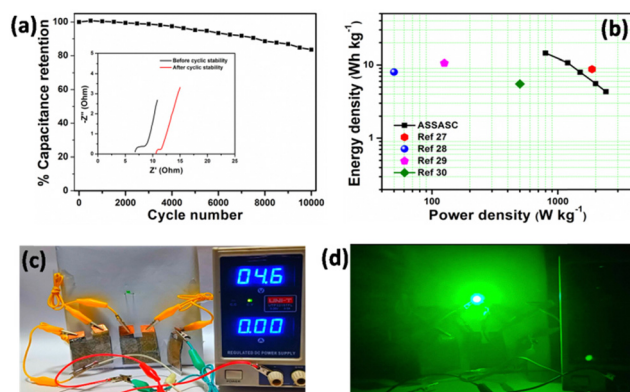 (a)
% Capacitance retention
100
80
60
40
20
0
0 2000 4000 6000 8000 10000
Cycle number
-Z'' (Ohm)
5
4
3
2
1
0
0 5 10 15 20 25
Z' (Ohm)
Before cyclic stability
After cyclic stability
(b)
Energy density (Wh kg-1)
10
1
ASSASC
Ref 27
Ref 28
Ref 29
Ref 30
100 1000
Power density (W kg-1)
(c)
04.6
0.00
UNI-T
REGULATED DC POWER SUPPLY
(d)